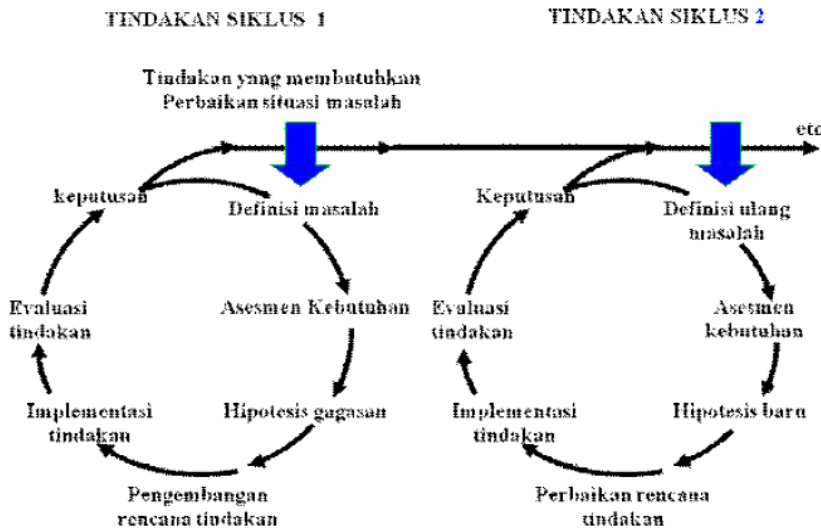 TINDAKAN SIKLUS 1
TINDAKAN SIKLUS 2
Tindakan yang membutuhkan
Perbaikan situasi masalah
etc
keputusan
Definisi masalah
Asesmen Kebutuhan
Hipotesis gagasan
Pengembangan
rencana tindakan
Implementasi
tindakan
Evaluasi
tindakan
Keputusan
Definisi ulang
masalah
Asesmen
kebutuhan
Hipotesis baru
Perbaikan rencana
tindakan
Implementasi
tindakan
Evaluasi
tindakan